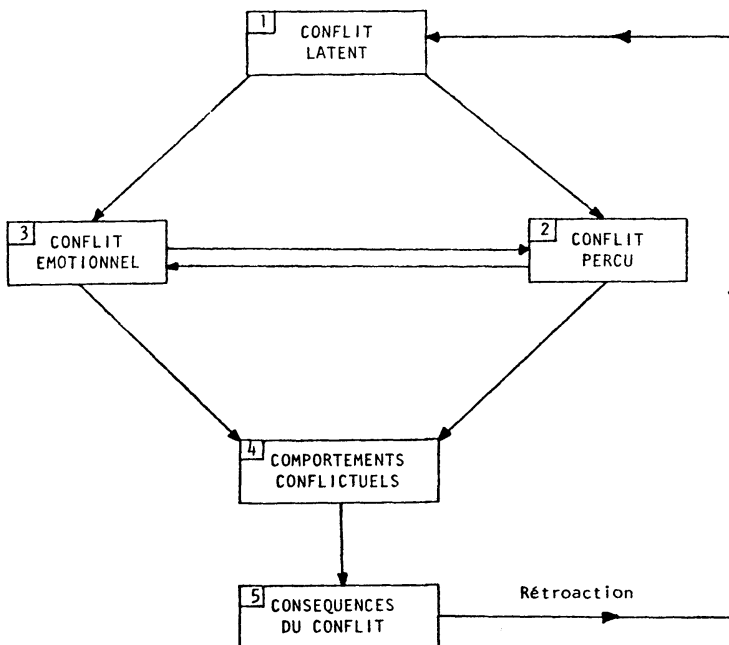 1
CONFLIT
LATENT
3
CONFLIT
EMOTIONNEL
2
CONFLIT
PERCU
4
COMPORTEMENTS
CONFLICTUELS
5
CONSEQUENCES
DU CONFLIT
Rétroaction